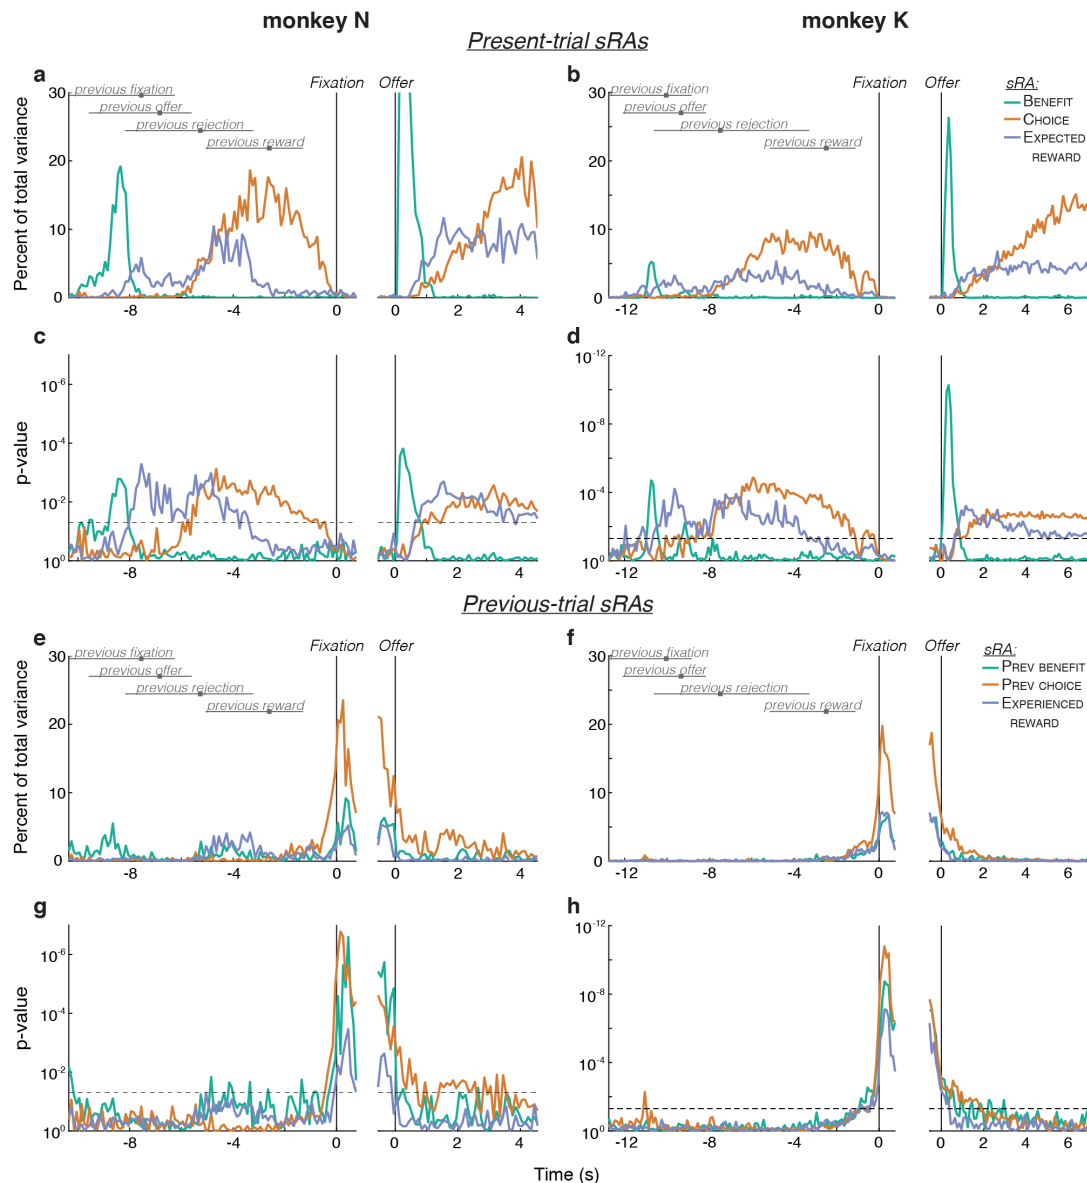 monkey N
monkey K
Present-trial sRAs
a
Fixation
Offer
previous fixation
previous offer
previous rejection
previous reward
Percent of total variance
30
20
10
0
-8
-4
0
0
2
4
b
Fixation
Offer
previous fixation
previous offer
previous rejection
previous reward
sRA:
BENEFIT
CHOICE
EXPECTED
REWARD
30
20
10
0
-12
-8
-4
0
0
2
4
6
c
p-value
10-6
10-4
10-2
100
-8
-4
0
0
2
4
d
10-12
10-8
10-4
100
-12
-8
-4
0
0
2
4
6
Previous-trial sRAs
e
Fixation
Offer
previous fixation
previous offer
previous rejection
previous reward
Percent of total variance
30
20
10
0
-8
-4
0
0
2
4
f
Fixation
Offer
previous fixation
previous offer
previous rejection
previous reward
sRA:
PREV BENEFIT
PREV CHOICE
EXPERIENCED
REWARD
30
20
10
0
-12
-8
-4
0
0
2
4
6
g
p-value
10-6
10-4
10-2
100
-8
-4
0
0
2
4
h
10-12
10-8
10-4
100
-12
-8
-4
0
0
2
4
6
Time (s)